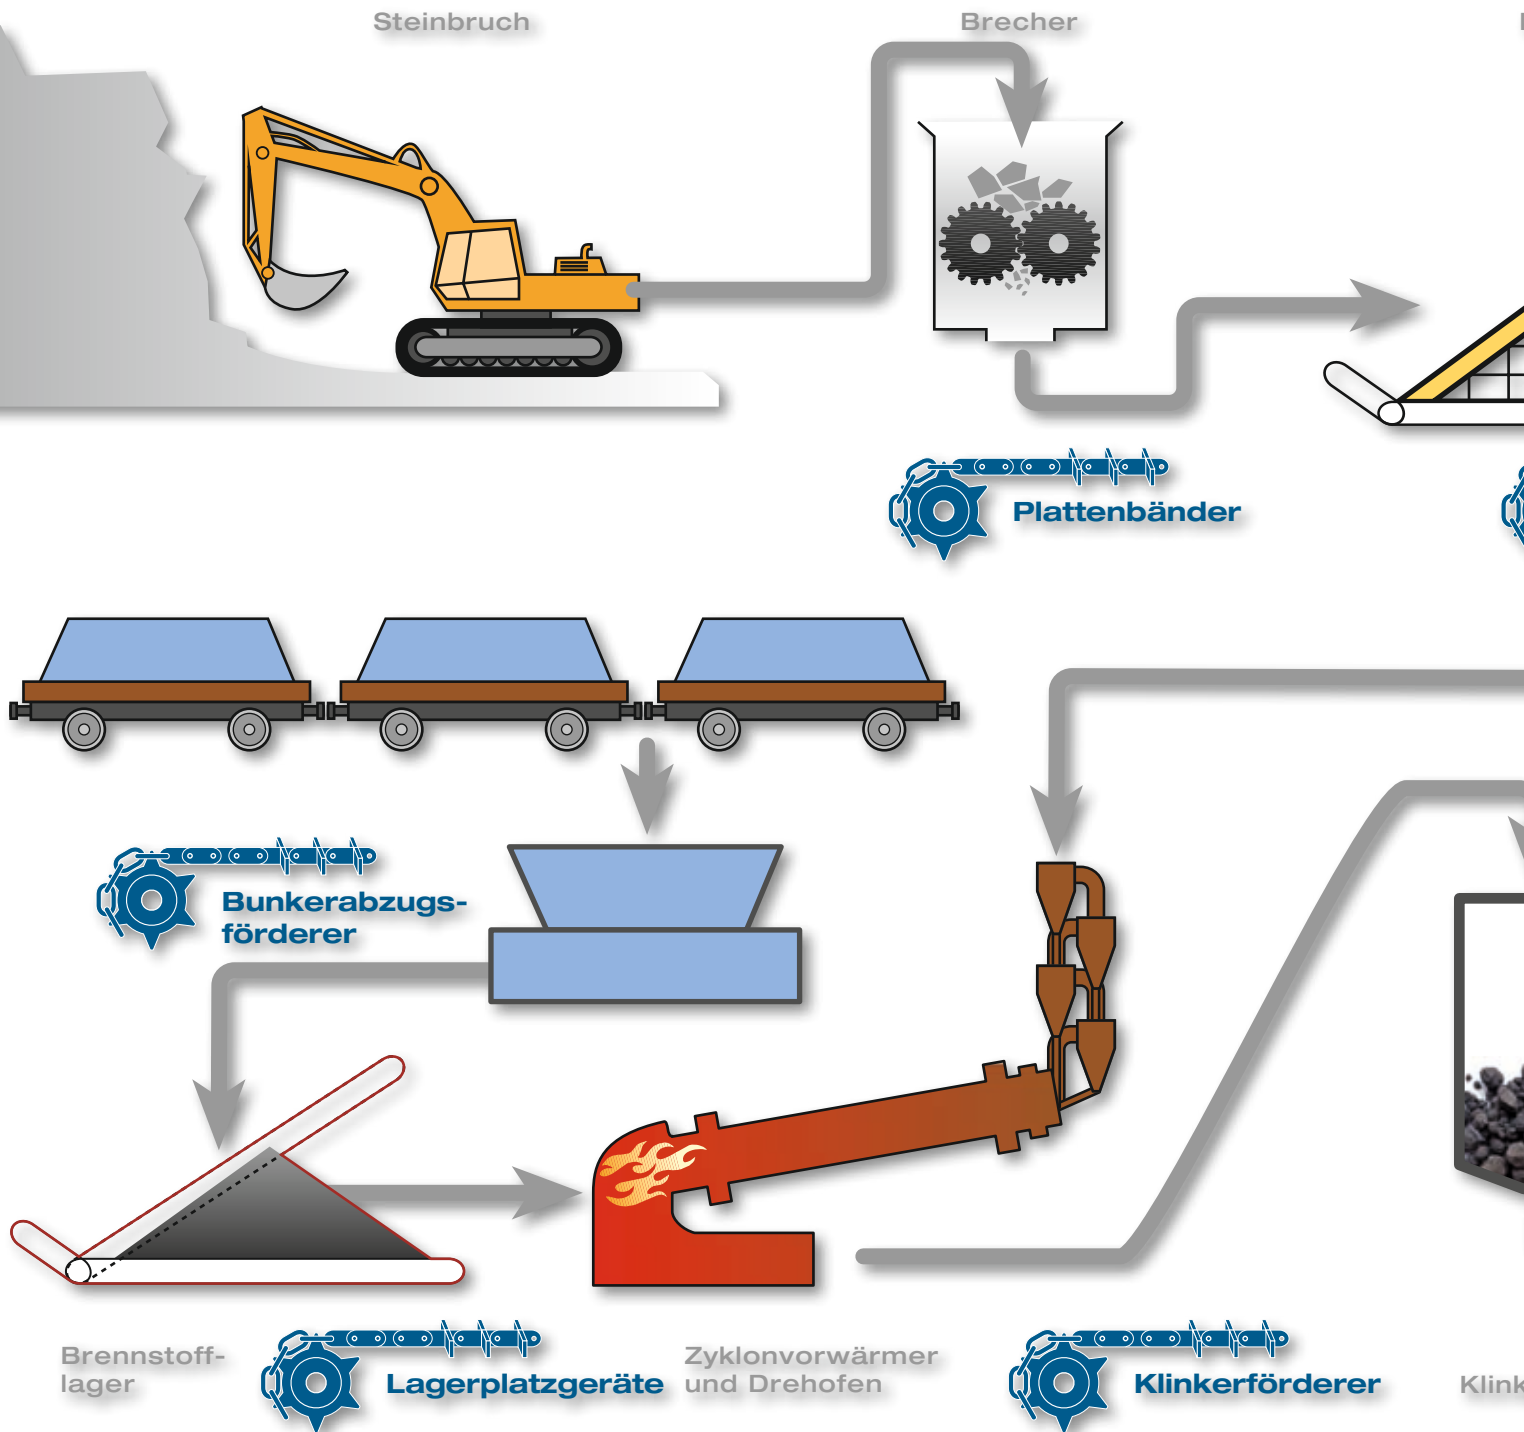 Steinbruch
Brecher
Plattenbänder
Bunkerabzugs-
förderer
Brennstoff-
lager
Lagerplatzgeräte
Zyklonvorwärmer
und Drehofen
Klinkerförderer